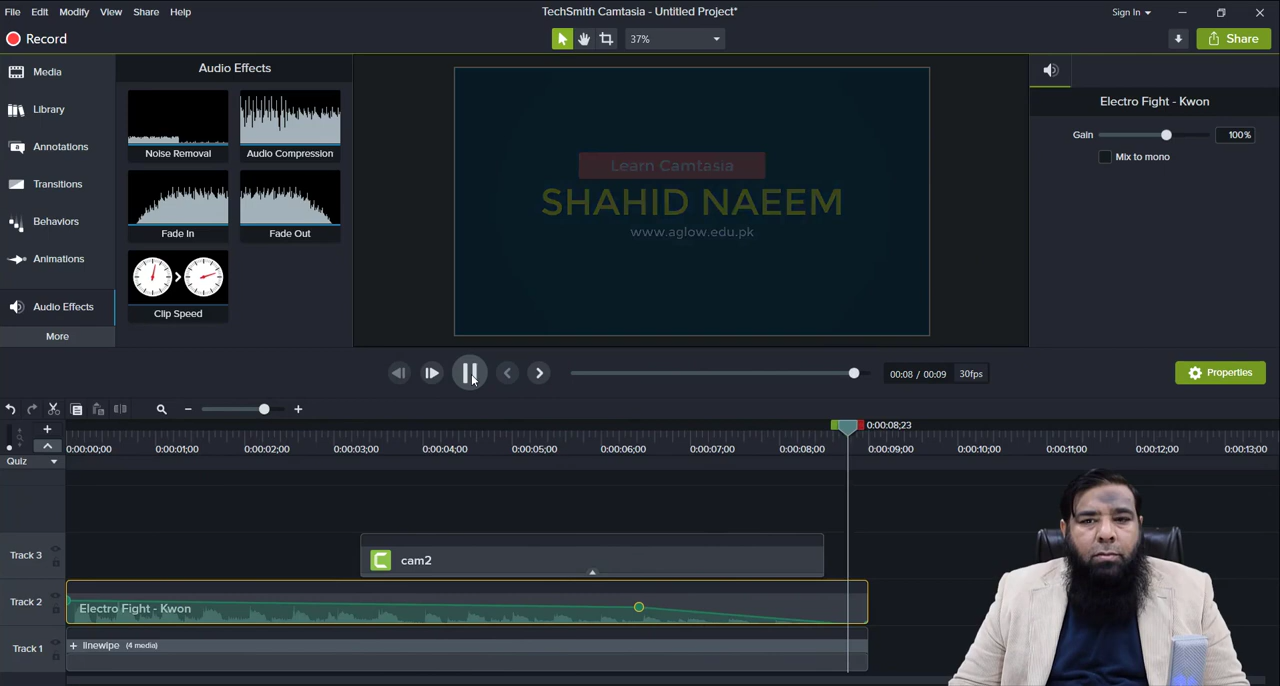 File Edit Modify View Share Help
TechSmith Camtasia - Untitled Project*
Sign In
Record
37%
Share
Media
Library
Annotations
Transitions
Behaviors
Animations
Audio Effects
More
Audio Effects
Noise Removal
Audio Compression
Fade In
Fade Out
Clip Speed
Learn Camtasia
SHAHID NAEEM
www.aglow.edu.pk
Electro Fight - Kwon
Gain 100%
Mix to mono
00:08 / 00:09 30fps
Properties
0:00:08;23
0:00:00;00 0:00:01;00 0:00:02;00 0:00:03;00 0:00:04;00 0:00:05;00 0:00:06;00 0:00:07;00 0:00:08;00 0:00:09;00 0:00:10;00 0:00:11;00 0:00:12;00 0:00:13;00
Quiz
Track 3
cam2
Track 2
Electro Fight - Kwon
Track 1
linewipe (4 media)